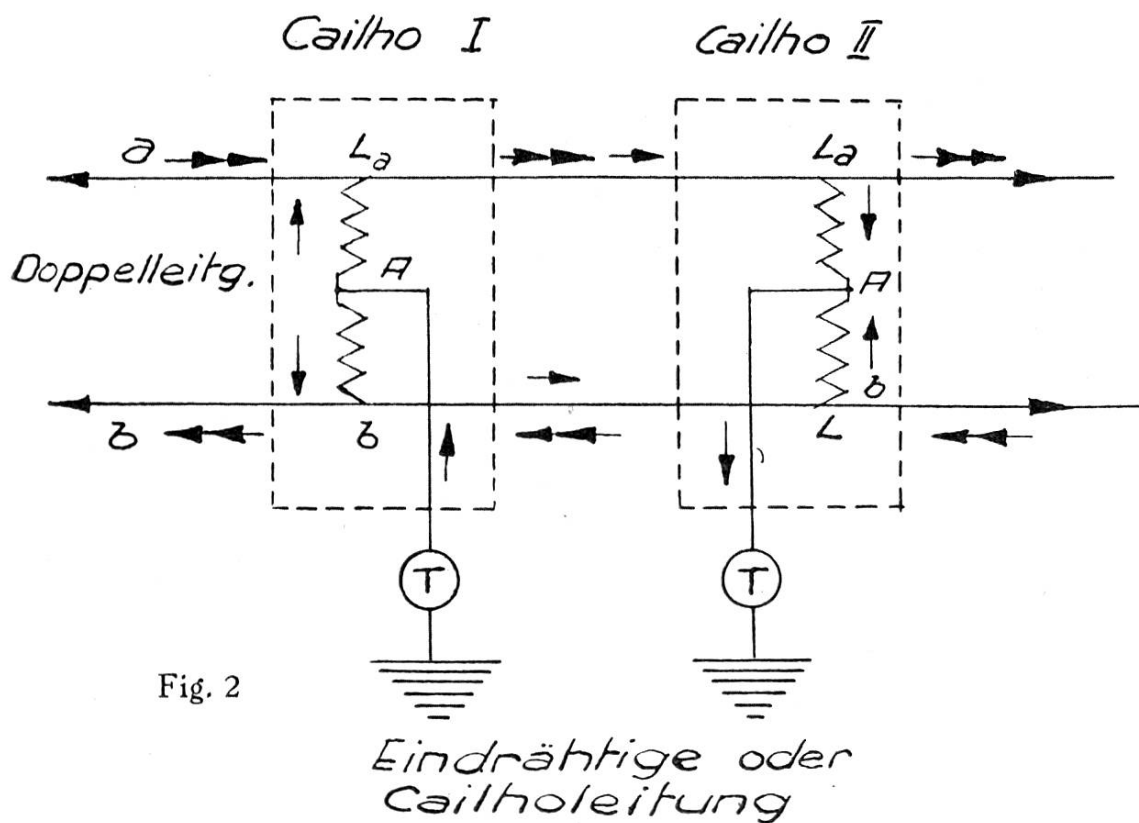 Cailho I
Cailho II
a
La
La
Doppelleitg.
A
A
b
b
b
L
T
T
Fig. 2
Eindrähtige oder
Cailholeitung